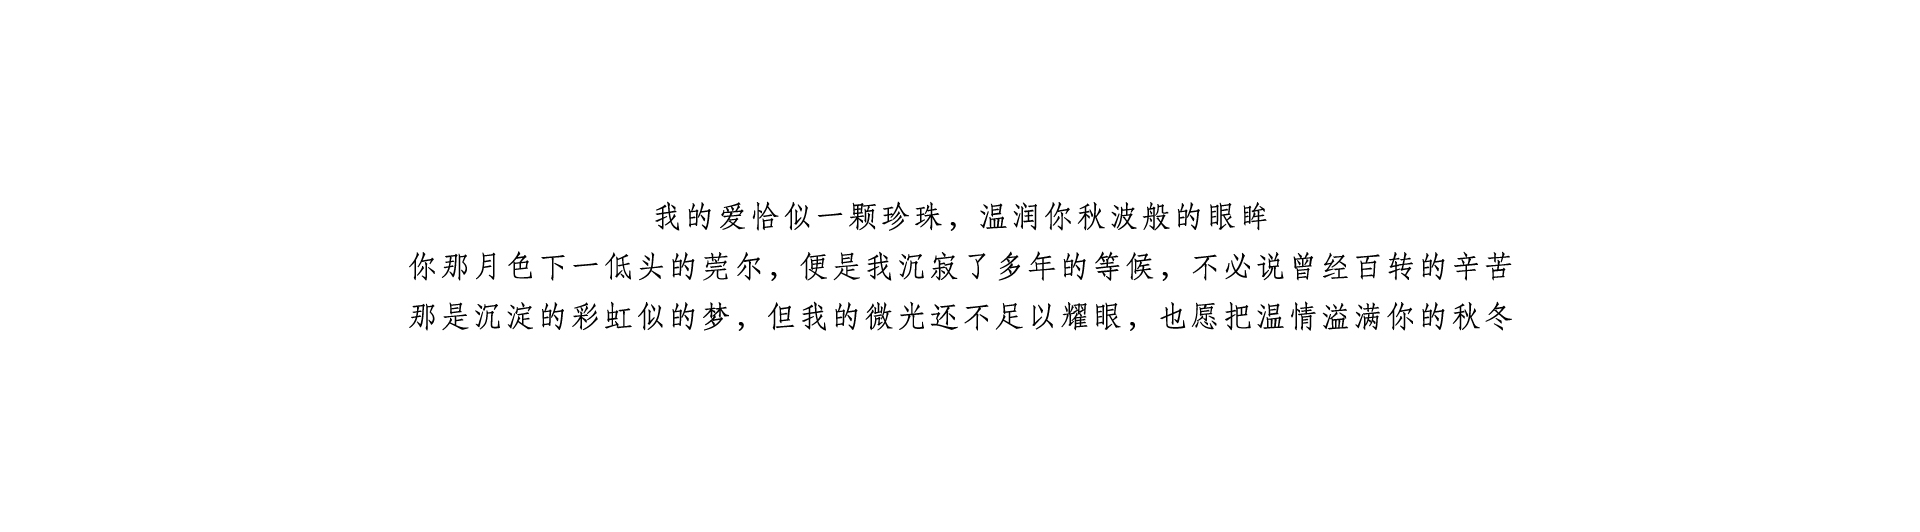 我的爱恰似一颗珍珠，温润你秋波般的眼眸
你那月色下一低头的莞尔，便是我沉寂了多年的等候，不必说曾经百转的辛苦
那是沉淀的彩虹似的梦，但我的微光还不足以耀眼，也愿把温情溢满你的秋冬